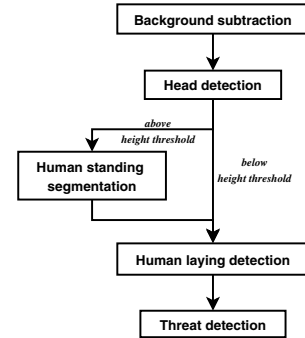 Background subtraction
Head detection
above
height threshold
Human standing
segmentation
below
height threshold
Human laying detection
Threat detection